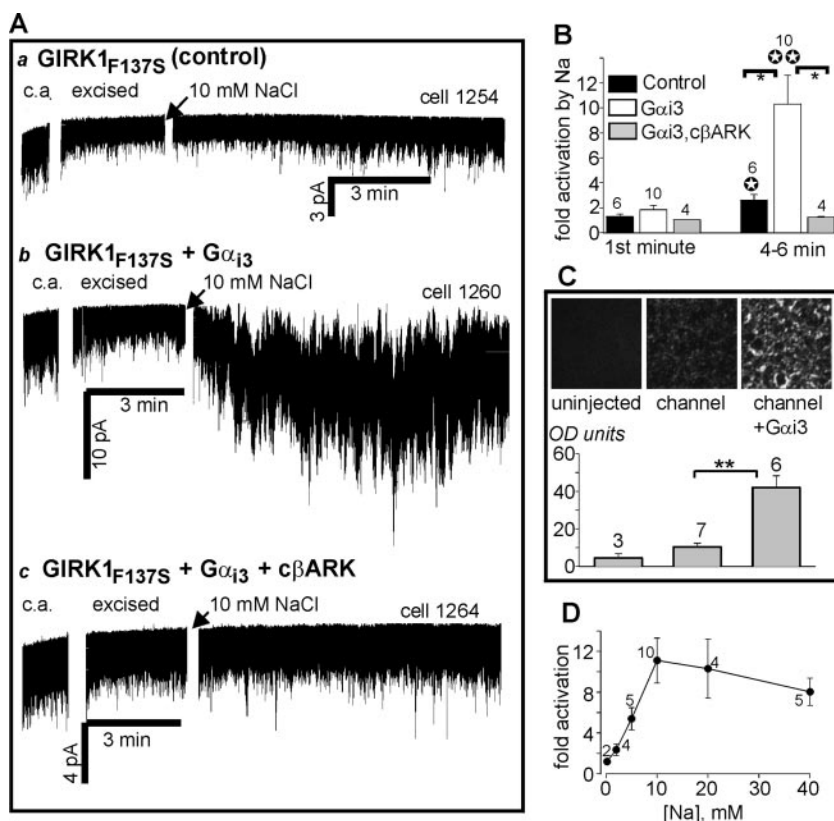 A
a GIRK1F137S (control)
c.a. excised 10 mM NaCl cell 1254
3 pA
3 min
b GIRK1F137S + Gαi3
c.a. excised 10 mM NaCl
cell 1260
3 min
10 pA
c GIRK1F137S + Gαi3 + cβARK
c.a. excised 10 mM NaCl
cell 1264
3 min
4 pA
B
fold activation by Na
12
10
8
6
4
2
0
Control
Gαi3
Gαi3,cβARK
6 10 4
10
* *
6
4
1st minute 4-6 min
C
uninjected channel channel
+Gαi3
OD units
60
40
20
0
**
3 7 6
D
fold activation
16
12
8
4
0
2 4 5 10 4 5
0 10 20 30 40
[Na], mM